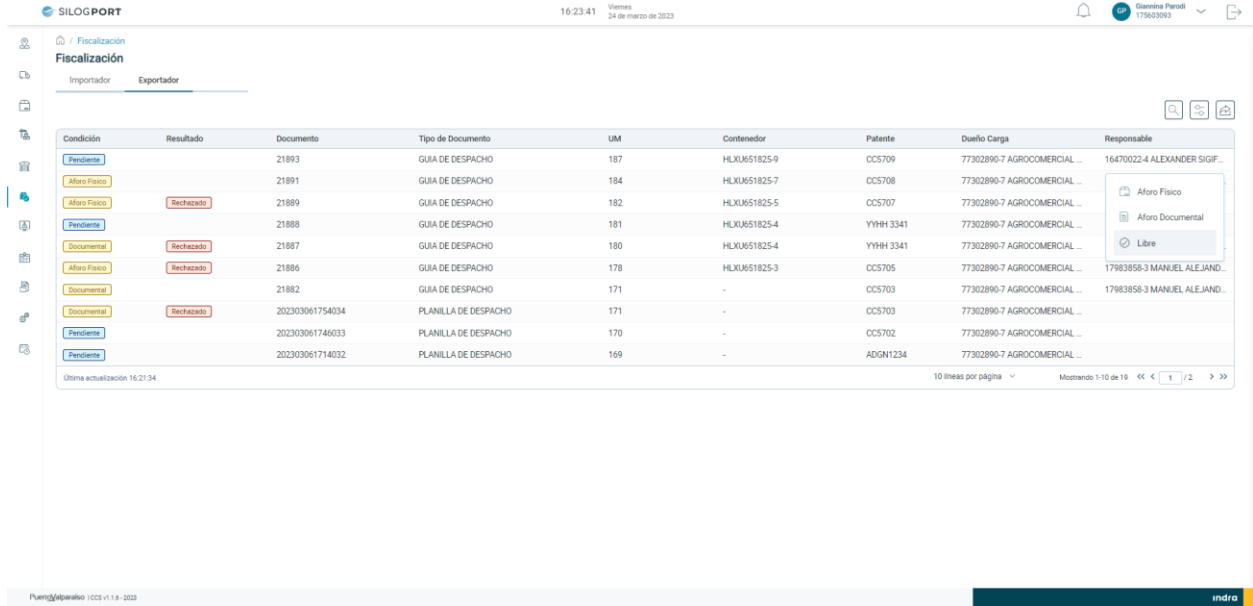 SILOGPORT 16:23:41 Viernes 24 de marzo de 2023 GP Giannina Parodi 175603093
/ Fiscalización
Fiscalización
Importador Exportador
Condición Resultado Documento Tipo de Documento UM Contenedor Patente Dueño Carga Responsable
Pendiente 21893 GUIA DE DESPACHO 187 HLXU651825-9 CC5709 77302890-7 AGROCOMERCIAL ... 16470022-4 ALEXANDER SIGIF...
Aforo Fisico 21891 GUIA DE DESPACHO 184 HLXU651825-7 CC5708 77302890-7 AGROCOMERCIAL ...
Aforo Fisico Rechazado 21889 GUIA DE DESPACHO 182 HLXU651825-5 CC5707 77302890-7 AGROCOMERCIAL ...
Pendiente 21888 GUIA DE DESPACHO 181 HLXU651825-4 YYHH 3341 77302890-7 AGROCOMERCIAL ...
Documental Rechazado 21887 GUIA DE DESPACHO 180 HLXU651825-4 YYHH 3341 77302890-7 AGROCOMERCIAL ...
Aforo Fisico Rechazado 21886 GUIA DE DESPACHO 178 HLXU651825-3 CC5705 77302890-7 AGROCOMERCIAL ... 17983858-3 MANUEL ALEJAND...
Documental 21882 GUIA DE DESPACHO 171 - CC5703 77302890-7 AGROCOMERCIAL ... 17983858-3 MANUEL ALEJAND...
Documental Rechazado 202303061754034 PLANILLA DE DESPACHO 171 - CC5703 77302890-7 AGROCOMERCIAL ...
Pendiente 202303061746033 PLANILLA DE DESPACHO 170 - CC5702 77302890-7 AGROCOMERCIAL ...
Pendiente 202303061714032 PLANILLA DE DESPACHO 169 - ADGN1234 77302890-7 AGROCOMERCIAL ...
Aforo Físico
Aforo Documental
Libre
Última actualización 16:21:34 10 líneas por página Mostrando 1-10 de 19 << < 1 / 2 > >>
PuertoValparaíso | CCS v1.1.6 - 2023 indra